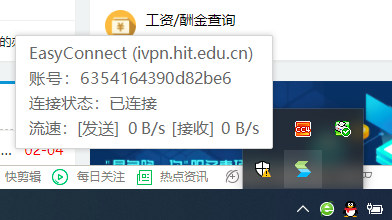 工资/酬金查询
EasyConnect (ivpn.hit.edu.cn)
账号：6354164390d82be6
连接状态：已连接
流速：[发送] 0 B/s [接收] 0 B/s
02-04
快剪辑 每日关注 热点资讯